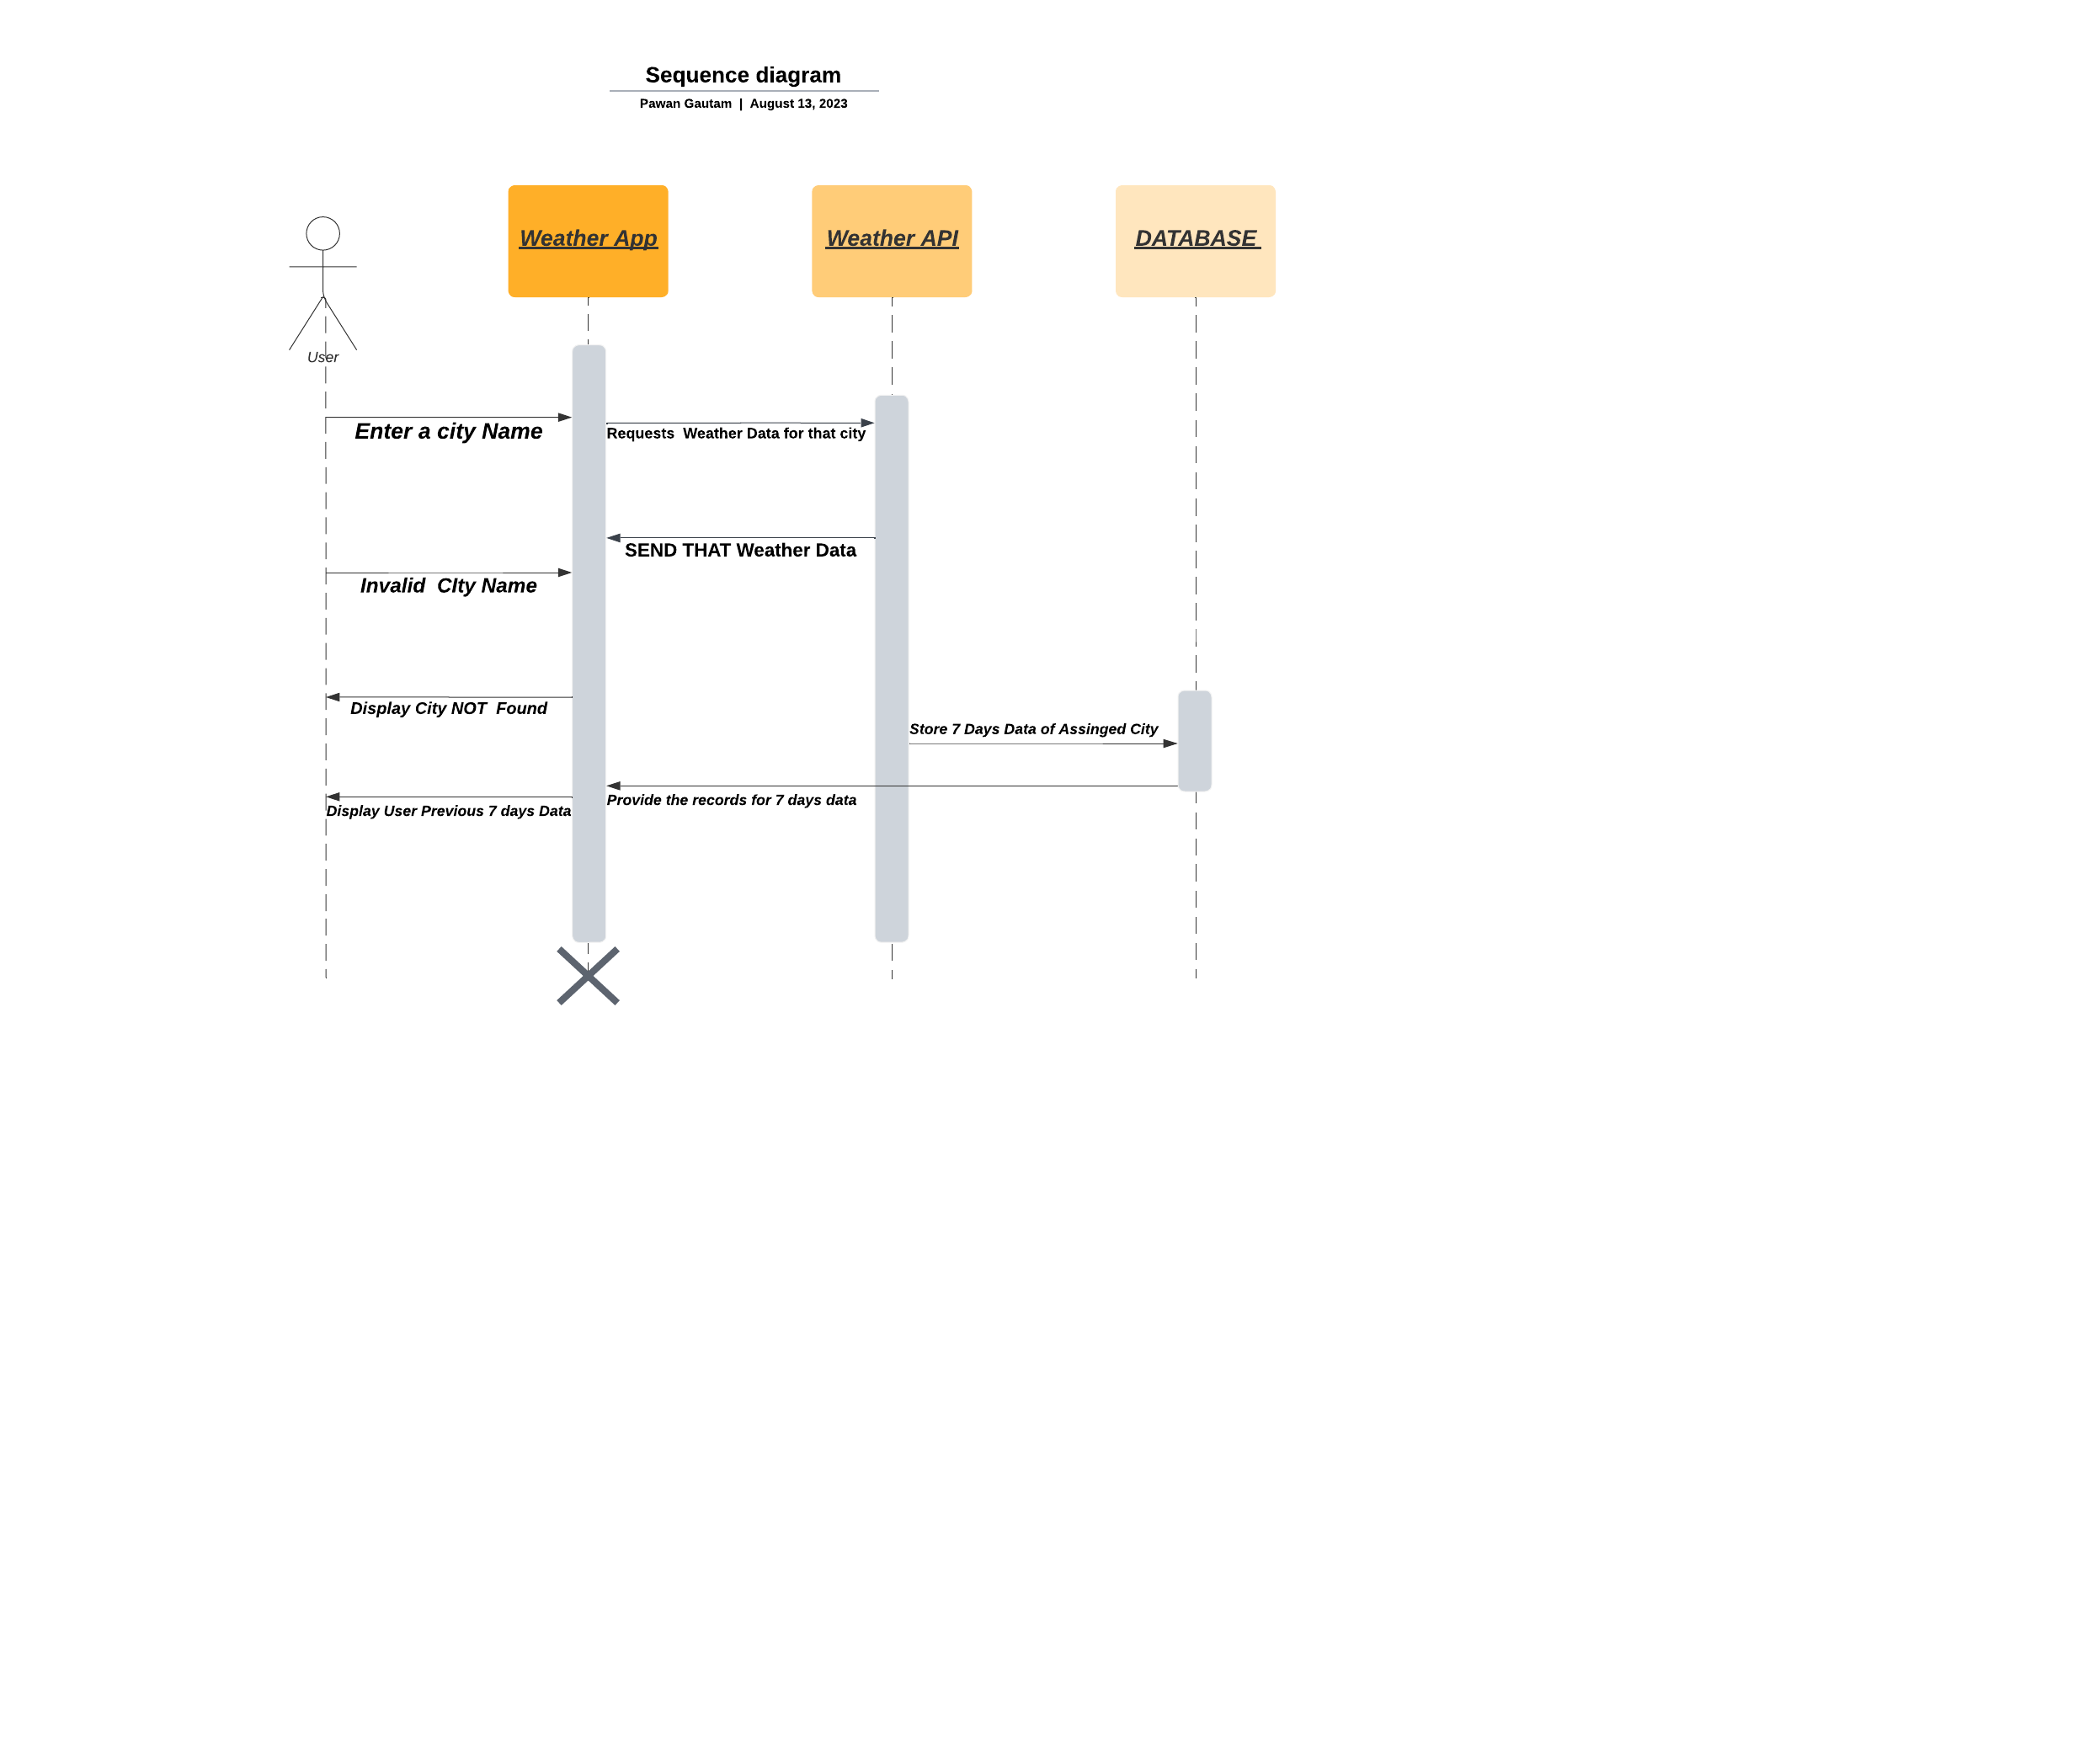 Sequence diagram
Pawan Gautam | August 13, 2023
Weather App
Weather API
DATABASE
User
Enter a city Name
Requests  Weather Data for that city
SEND THAT Weather Data
Invalid  CIty Name
Display City NOT  Found
Store 7 Days Data of Assinged City
Provide the records for 7 days data
Display User Previous 7 days Data